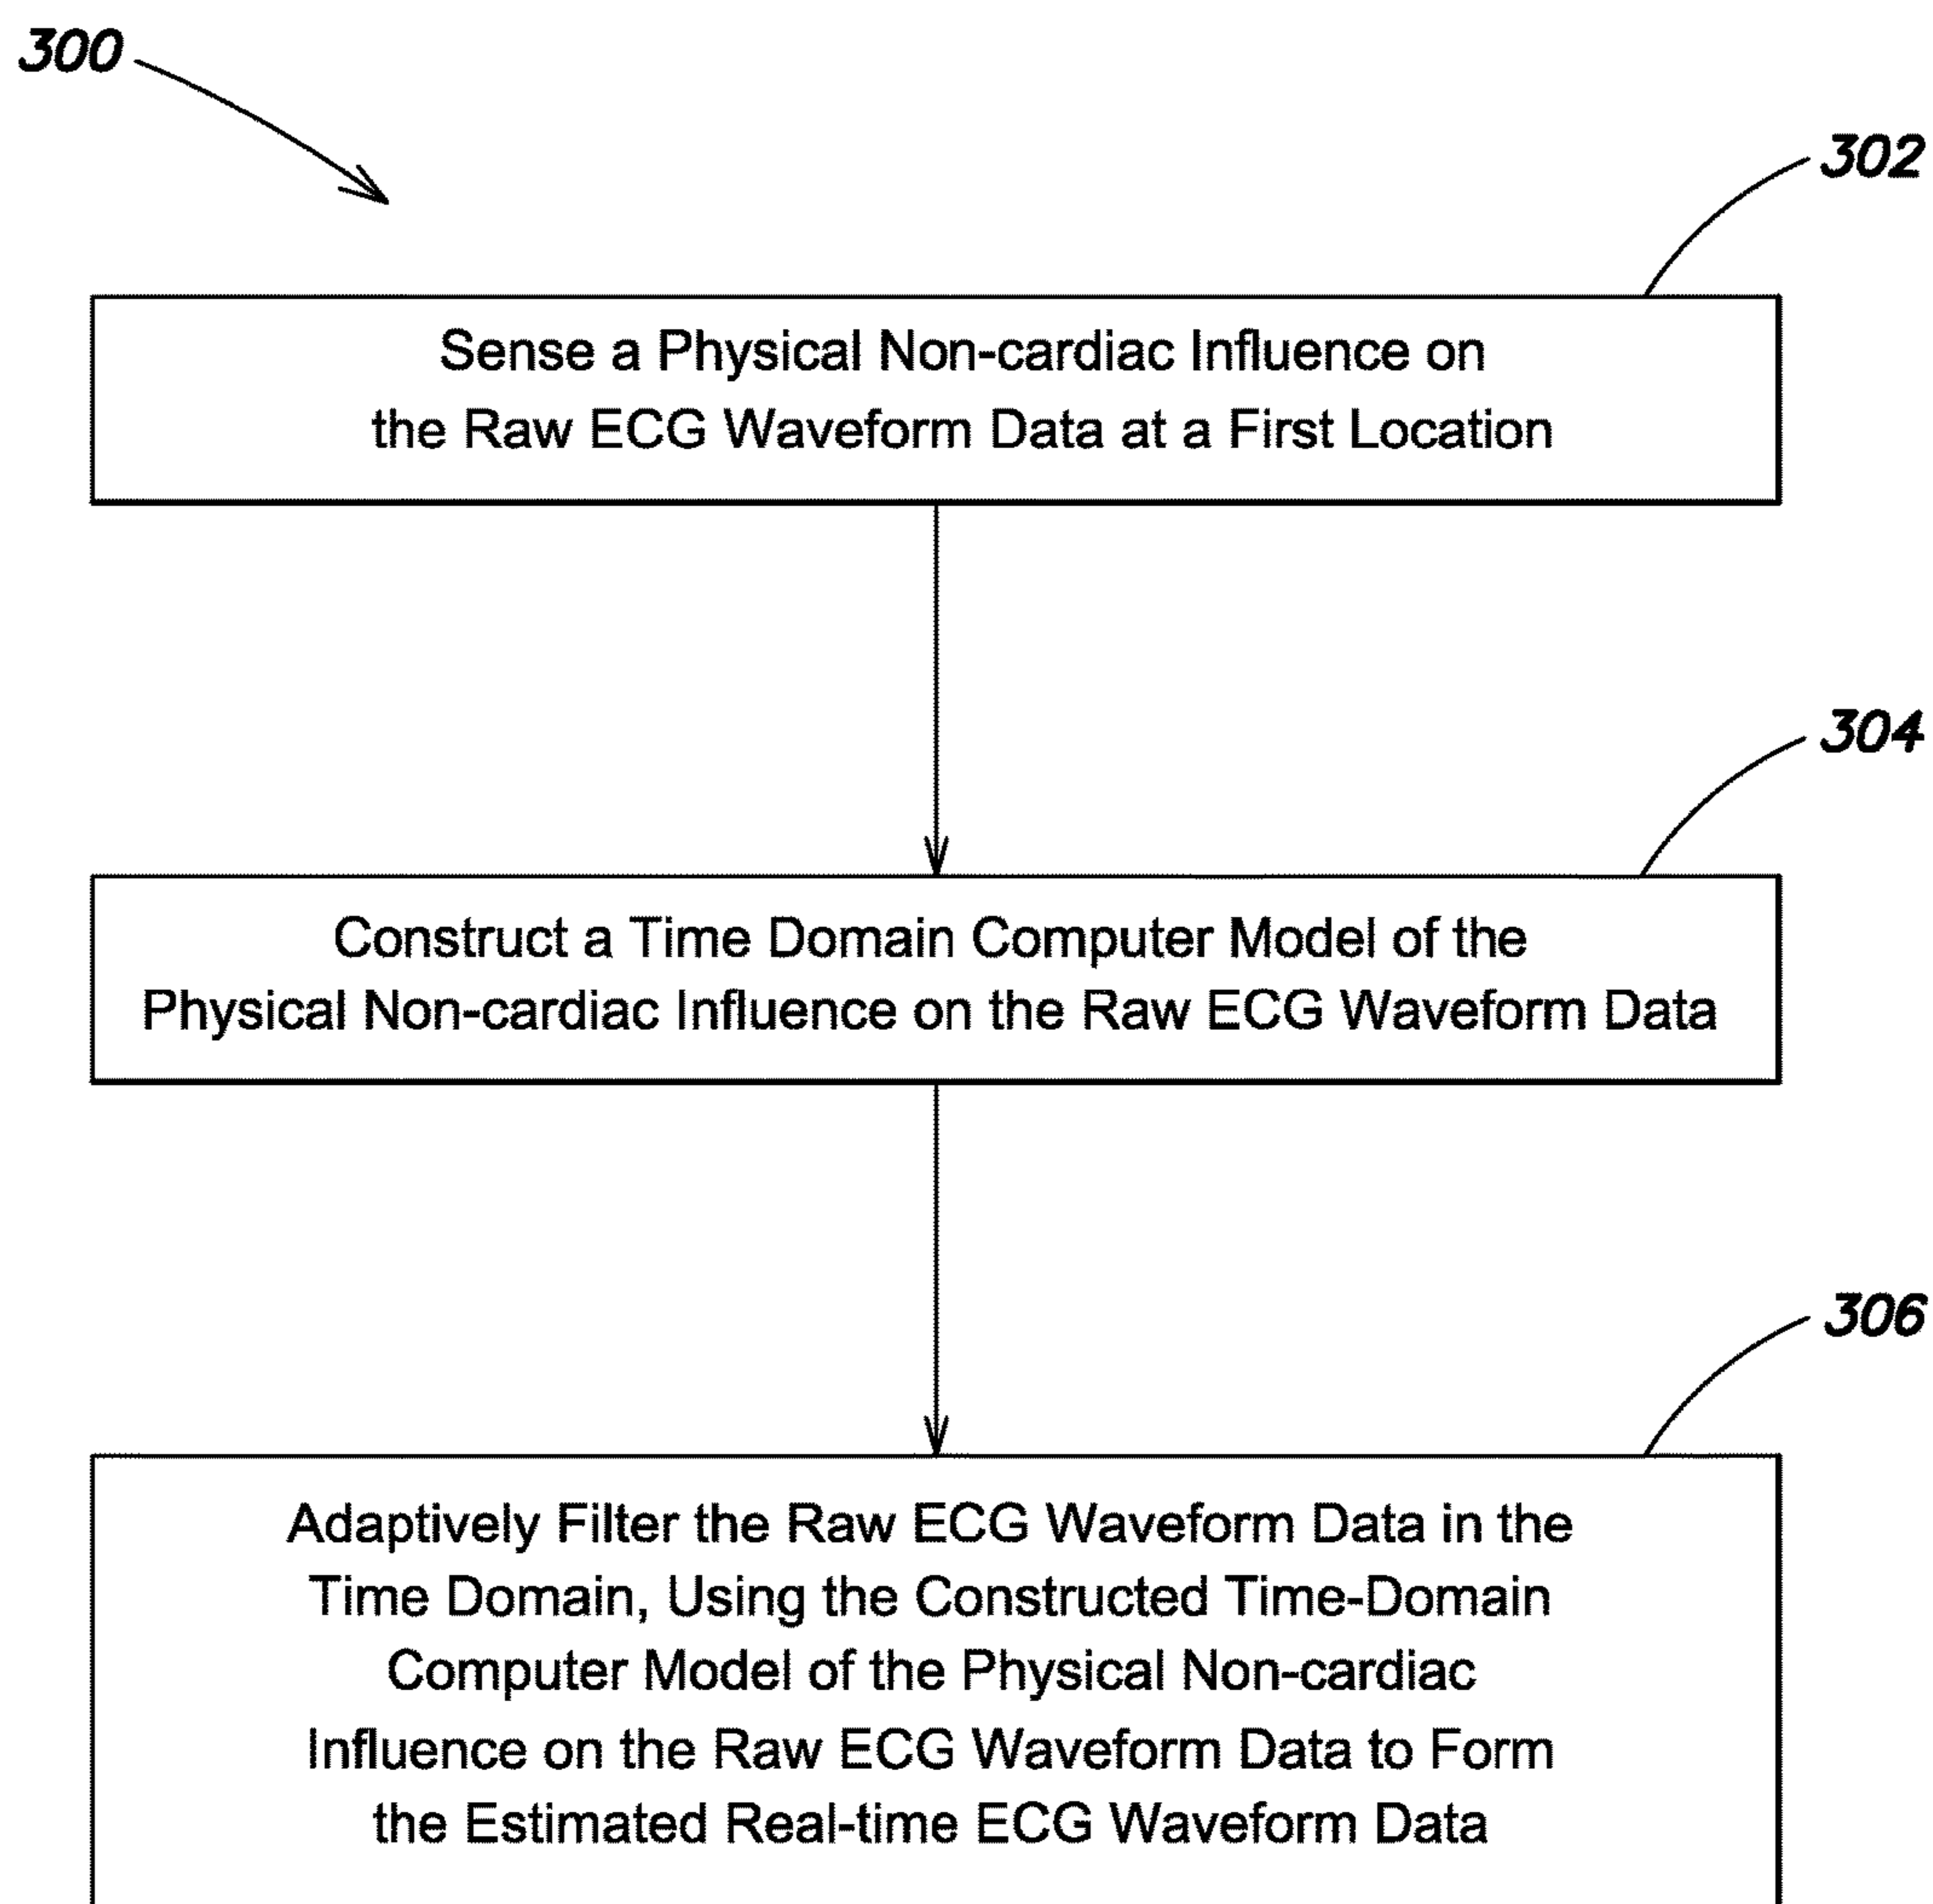 300
302
Sense a Physical Non-cardiac Influence on
the Raw ECG Waveform Data at a First Location
304
Construct a Time Domain Computer Model of the
Physical Non-cardiac Influence on the Raw ECG Waveform Data
306
Adaptively Filter the Raw ECG Waveform Data in the
Time Domain, Using the Constructed Time-Domain
Computer Model of the Physical Non-cardiac
Influence on the Raw ECG Waveform Data to Form
the Estimated Real-time ECG Waveform Data